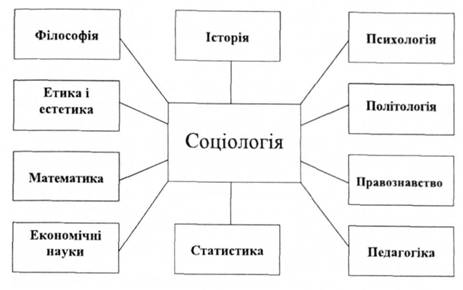 Філософія
Історія
Психологія
Етика і
естетика
Політологія
Соціологія
Математика
Правознавство
Економічні
науки
Статистика
Педагогіка